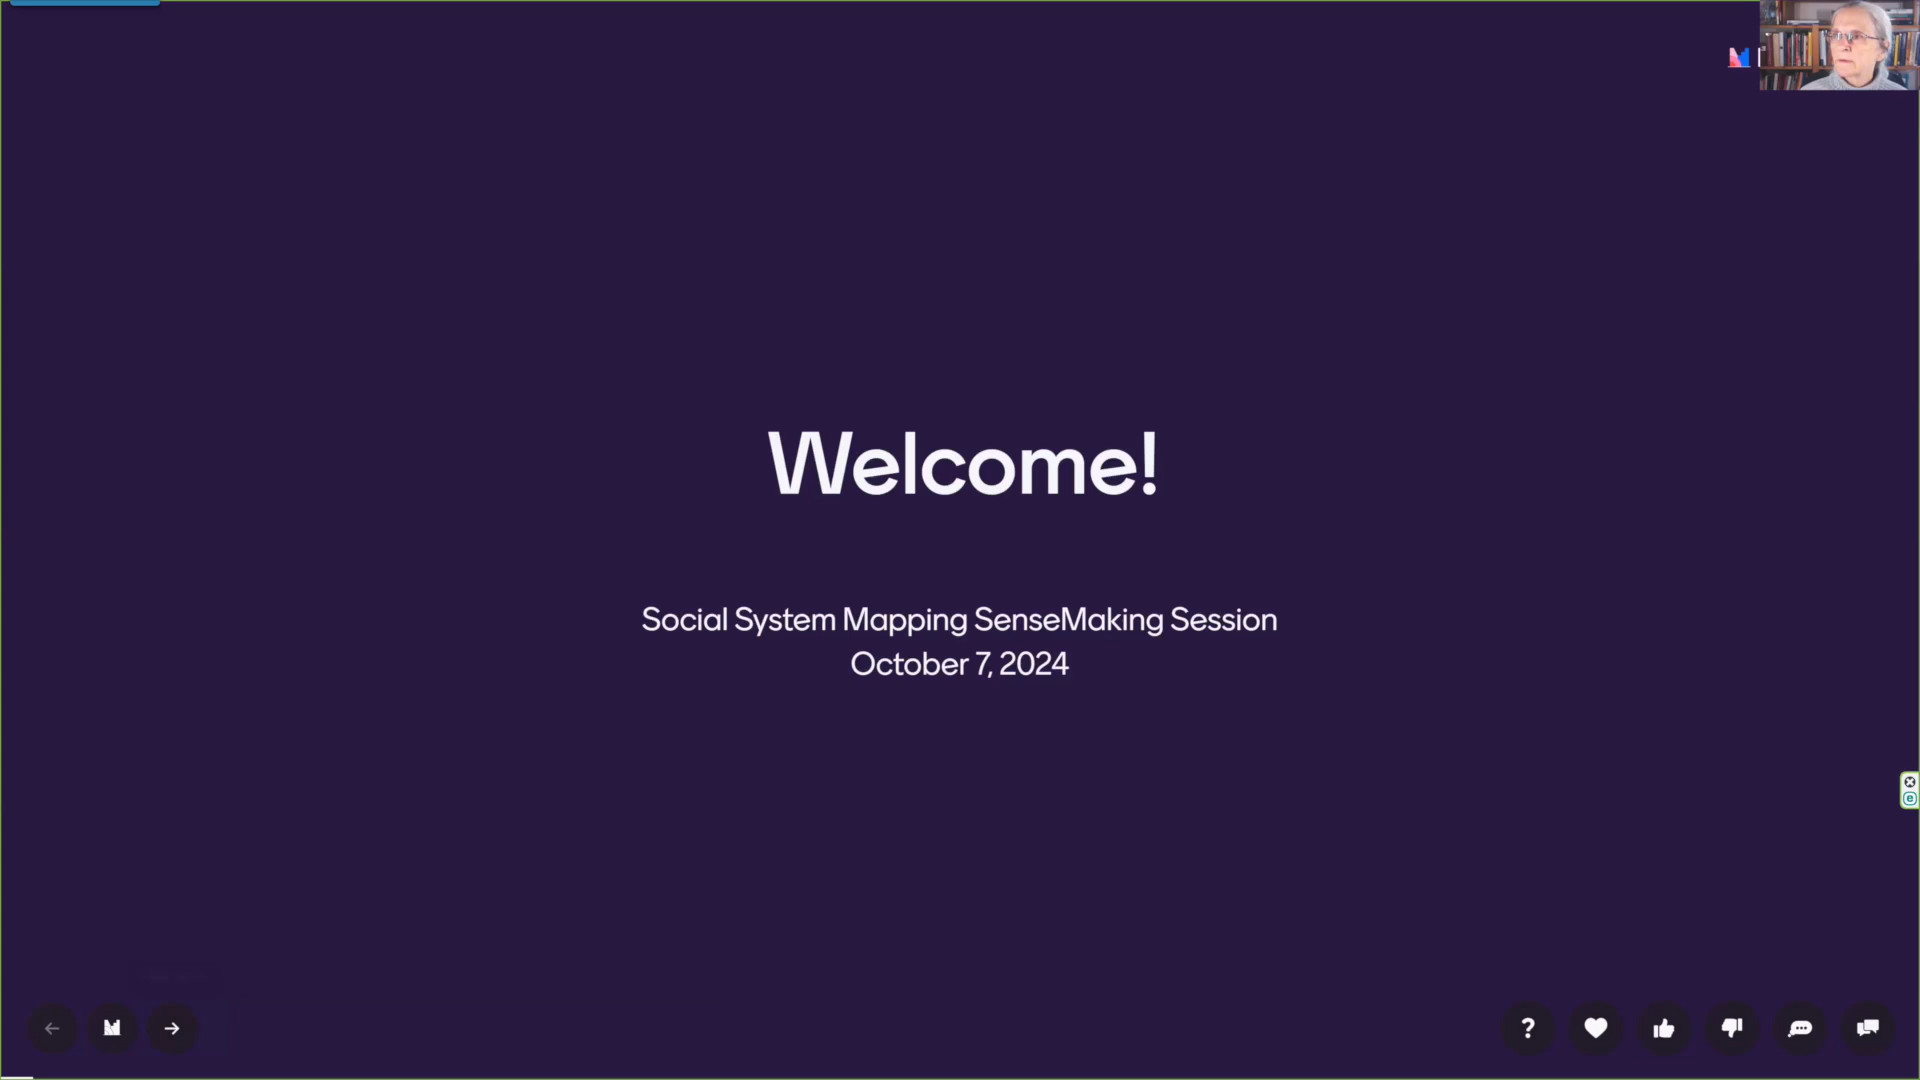 Welcome!
Social System Mapping SenseMaking Session
October 7, 2024